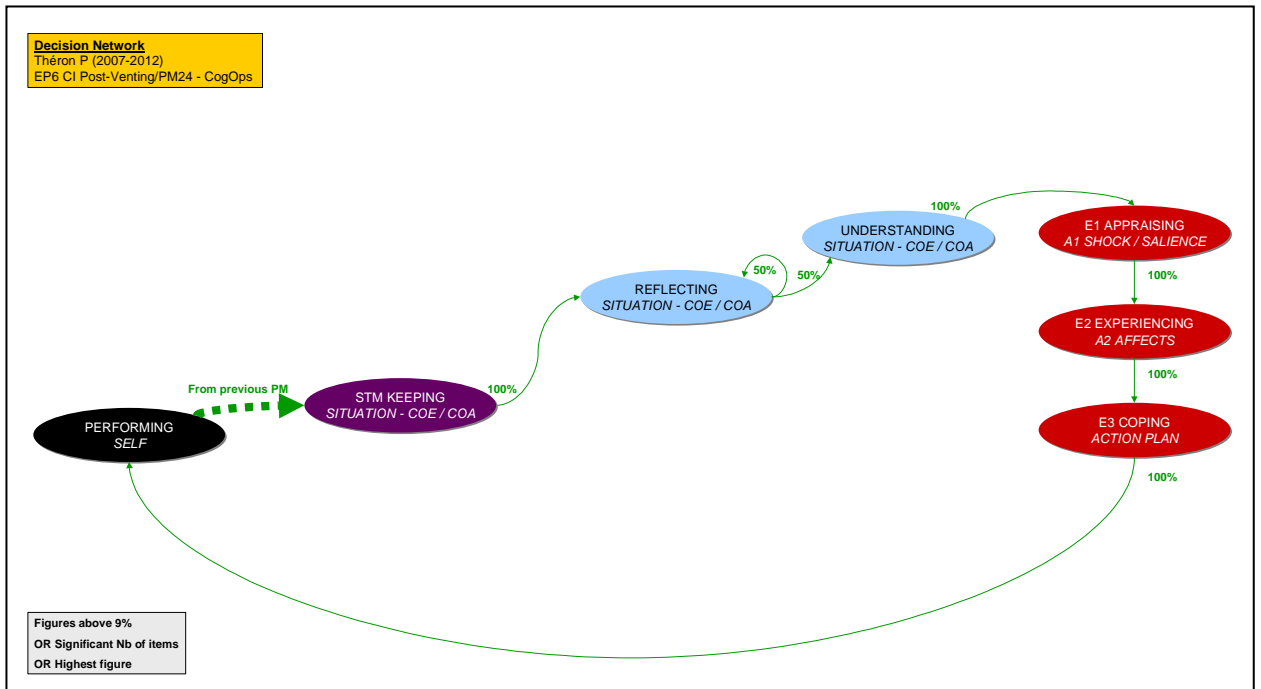 Decision Network
Théron P (2007-2012)
EP6 CI Post-Venting/PM24 - CogOps
100%
UNDERSTANDING
SITUATION - COE / COA
E1 APPRAISING
A1 SHOCK / SALIENCE
50%
50%
100%
REFLECTING
SITUATION - COE / COA
E2 EXPERIENCING
A2 AFFECTS
100%
From previous PM
STM KEEPING
SITUATION - COE / COA
100%
PERFORMING
SELF
E3 COPING
ACTION PLAN
100%
Figures above 9%
OR Significant Nb of items
OR Highest figure